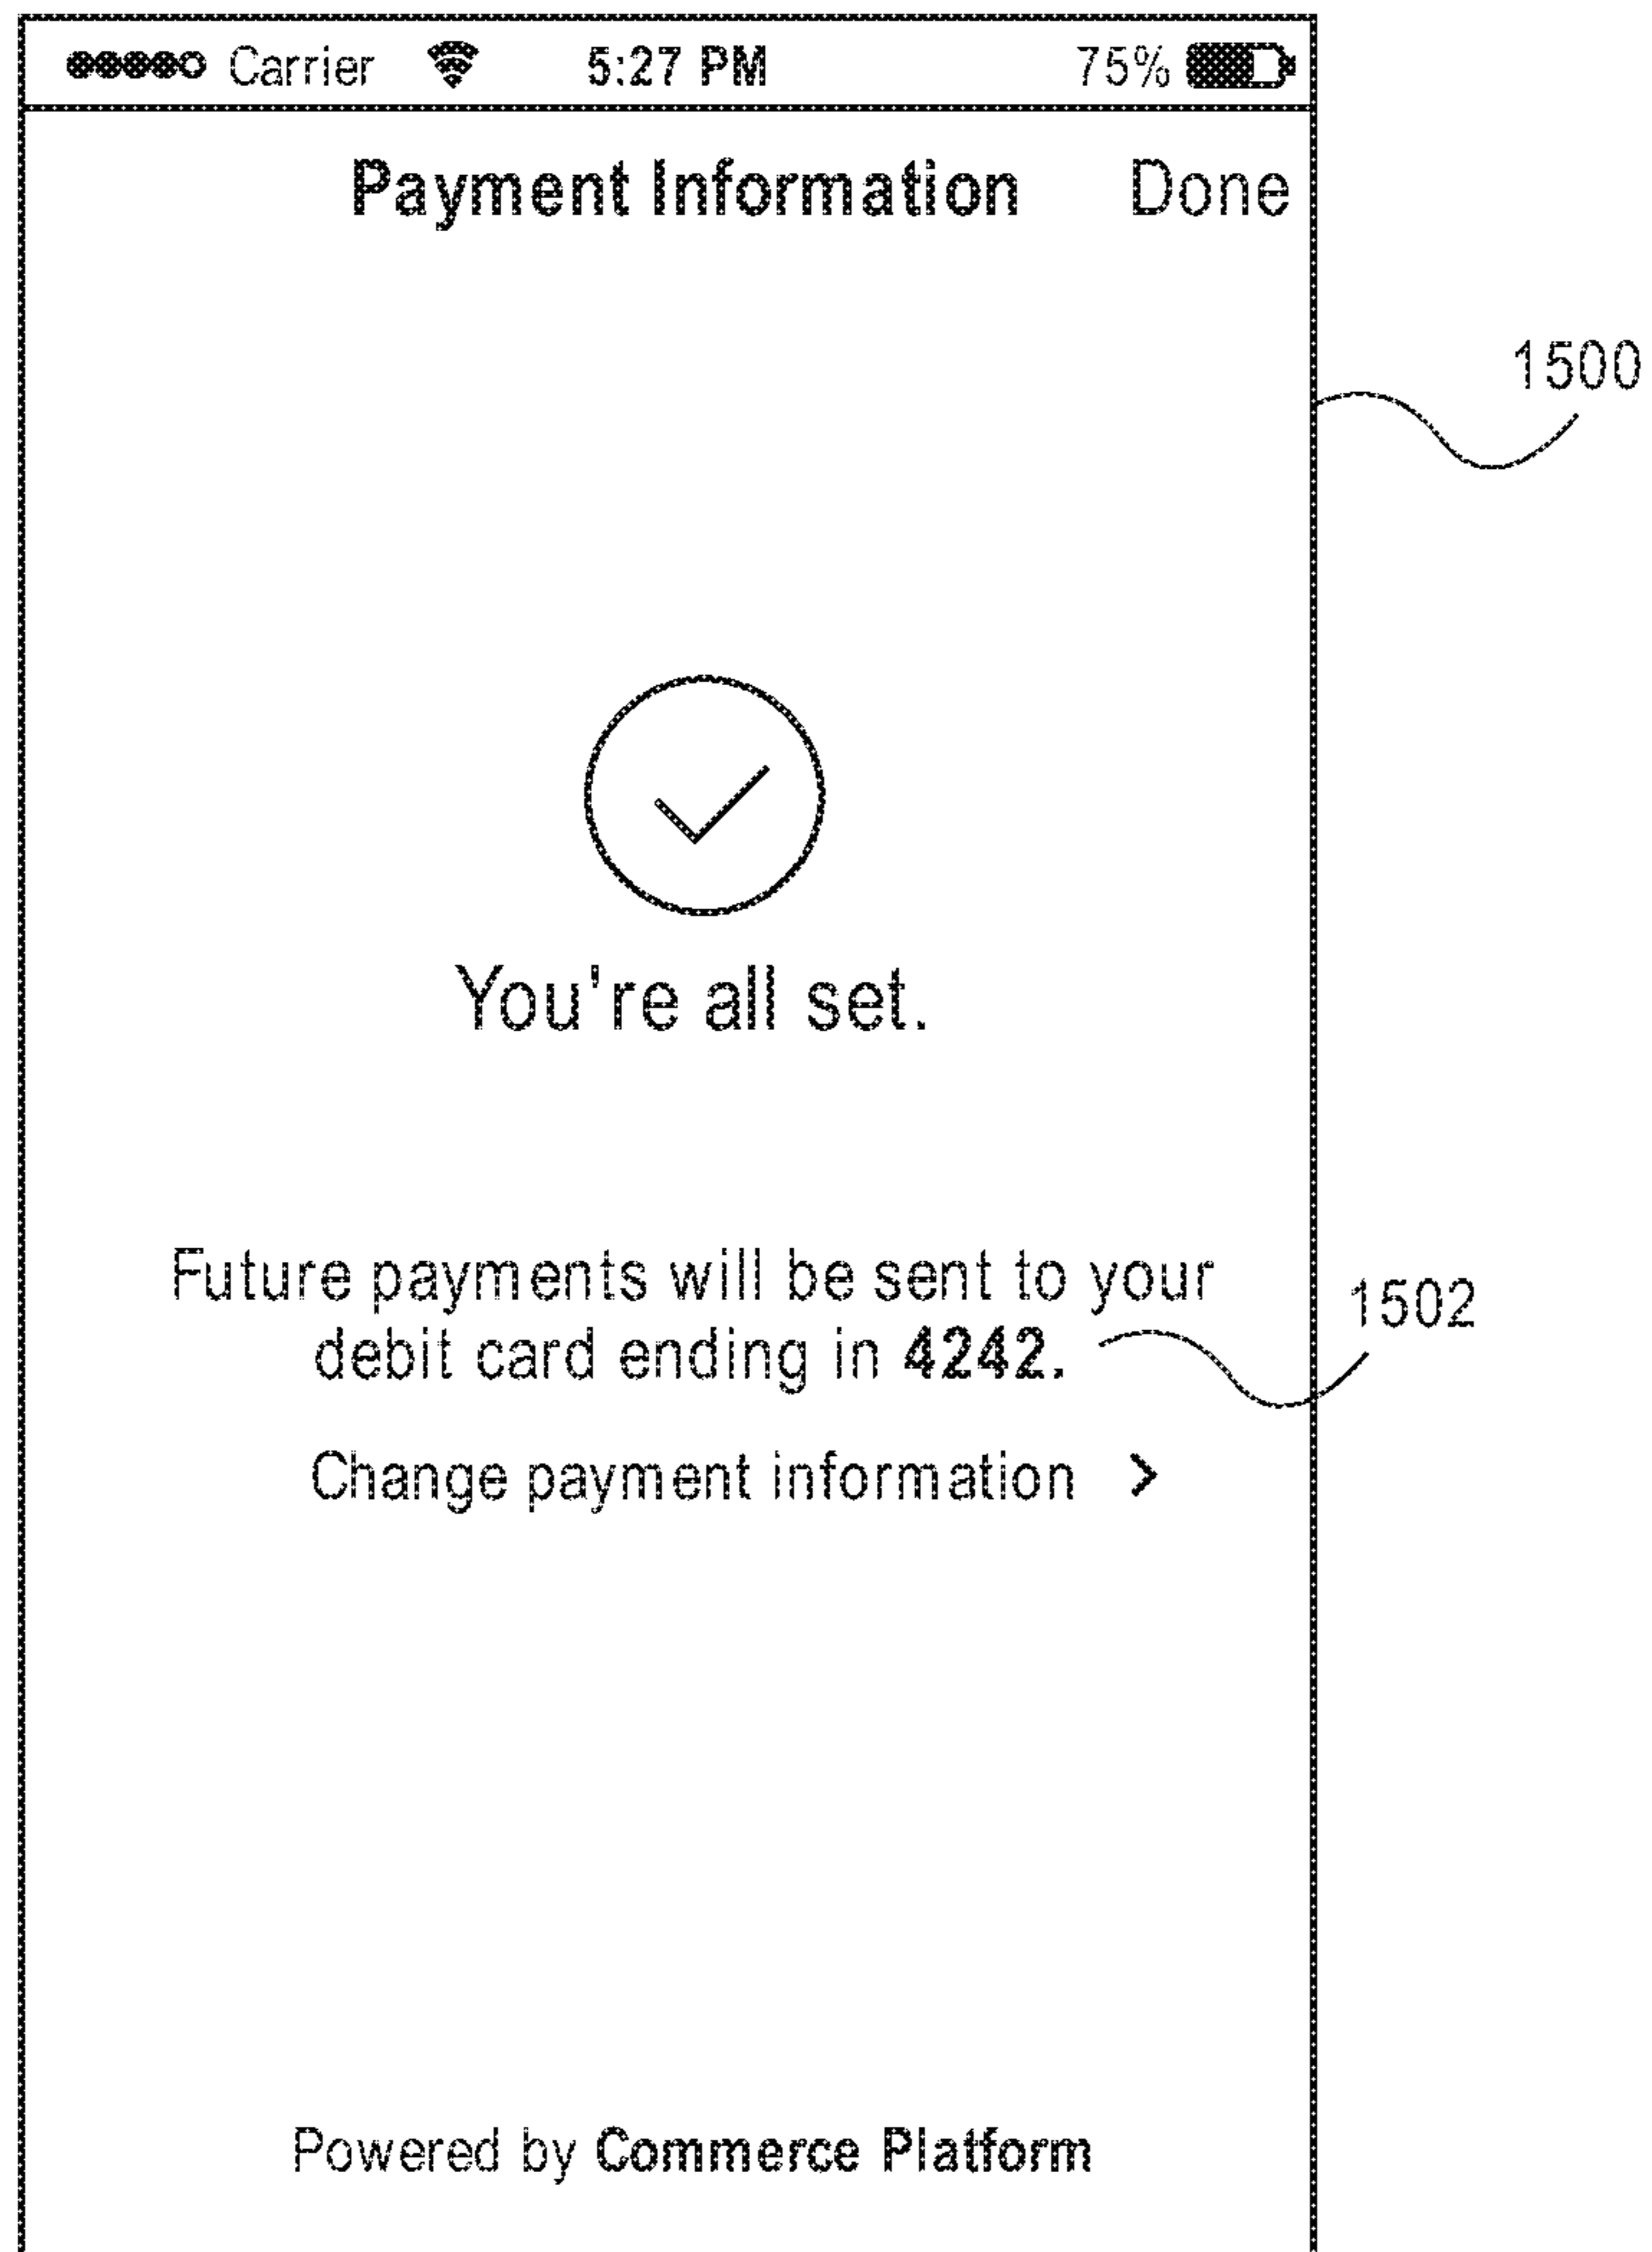 Carrier 5:27 PM 75%
Payment Information Done
1500
You're all set.
Future payments will be sent to your
1502
debit card ending in 4242.
Change payment information >
Powered by Commerce Platform